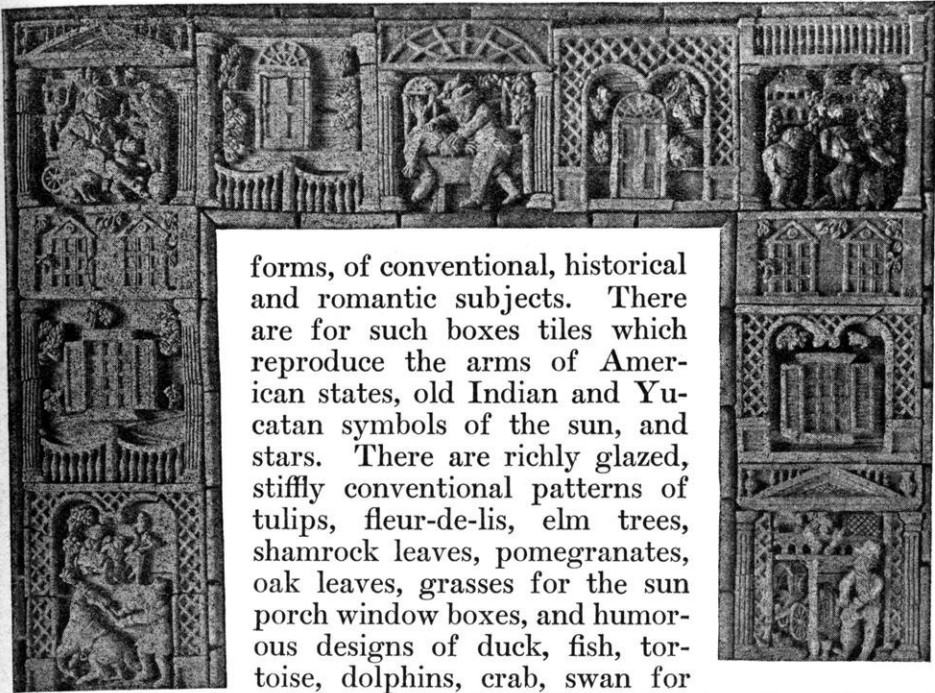 forms, of conventional, historical
and romantic subjects. There
are for such boxes tiles which
reproduce the arms of Amer-
ican states, old Indian and Yu-
catan symbols of the sun, and
stars. There are richly glazed,
stiffly conventional patterns of
tulips, fleur-de-lis, elm trees,
shamrock leaves, pomegranates,
oak leaves, grasses for the sun
porch window boxes, and humor-
ous designs of duck, fish, tor-
toise, dolphins, crab, swan for